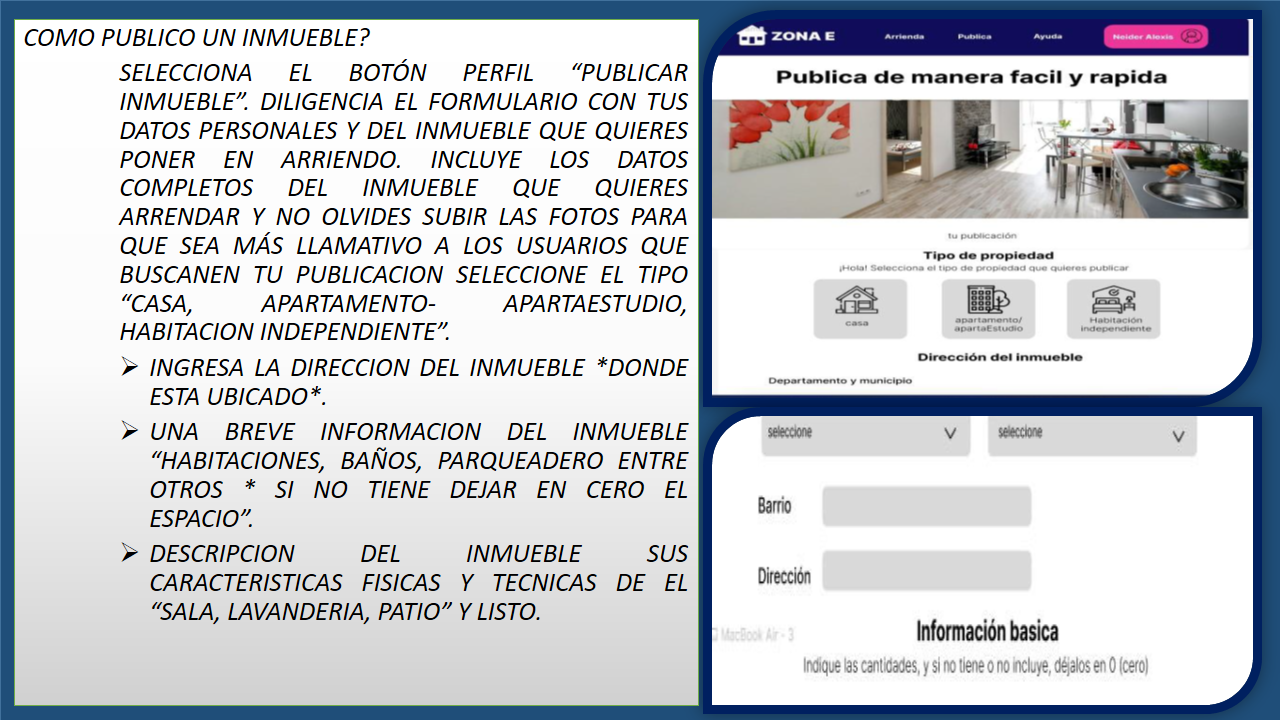 COMO PUBLICO UN INMUEBLE?
SELECCIONA EL BOTÓN PERFIL “PUBLICAR
INMUEBLE”. DILIGENCIA EL FORMULARIO CON TUS
DATOS PERSONALES Y DEL INMUEBLE QUE QUIERES
PONER EN ARRIENDO. INCLUYE LOS DATOS
COMPLETOS DEL INMUEBLE QUE QUIERES
ARRENDAR Y NO OLVIDES SUBIR LAS FOTOS PARA
QUE SEA MÁS LLAMATIVO A LOS USUARIOS QUE
BUSCANEN TU PUBLICACION SELECCIONE EL TIPO
“CASA, APARTAMENTO- APARTAESTUDIO,
HABITACION INDEPENDIENTE”.
INGRESA LA DIRECCION DEL INMUEBLE *DONDE
ESTA UBICADO*.
UNA BREVE INFORMACION DEL INMUEBLE
“HABITACIONES, BAÑOS, PARQUEADERO ENTRE
OTROS * SI NO TIENE DEJAR EN CERO EL
ESPACIO”.
DESCRIPCION DEL INMUEBLE SUS
CARACTERISTICAS FISICAS Y TECNICAS DE EL
“SALA, LAVANDERIA, PATIO” Y LISTO.
ZONA E Arrienda Publica Ayuda Neider Alexis
Publica de manera facil y rapida
tu publicación
Tipo de propiedad
¡Hola! Selecciona el tipo de propiedad que quieres publicar
casa
apartamento/
apartaEstudio
Habitación
independiente
Dirección del inmueble
Departamento y municipio
seleccione seleccione
Barrio
Dirección
MacBook Air - 3
Información basica
Indique las cantidades, y si no tiene o no incluye, déjalos en 0 (cero)